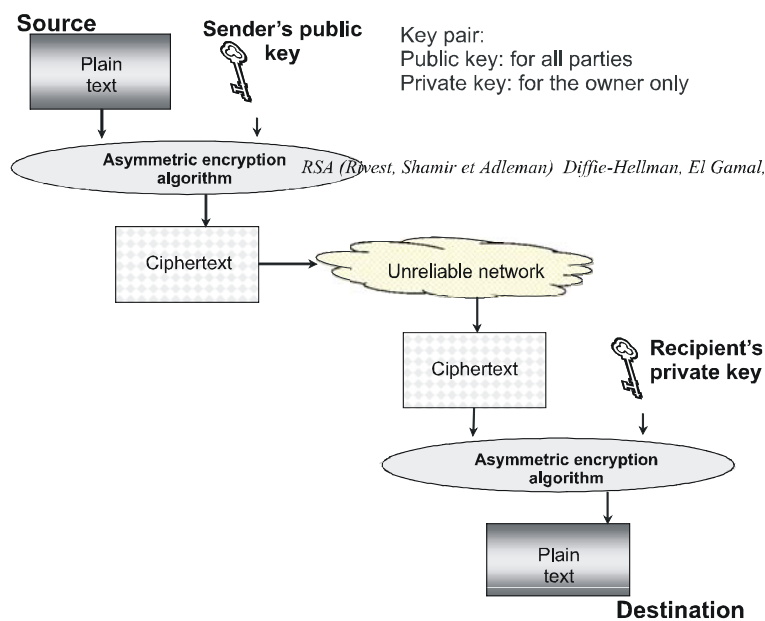 Source
Plain
text
Sender's public
key
Key pair:
Public key: for all parties
Private key: for the owner only
Asymmetric encryption
algorithm
RSA (Rivest, Shamir et Adleman) Diffie-Hellman, El Gamal,
Ciphertext
Unreliable network
Ciphertext
Recipient's
private key
Asymmetric encryption
algorithm
Plain
text
Destination